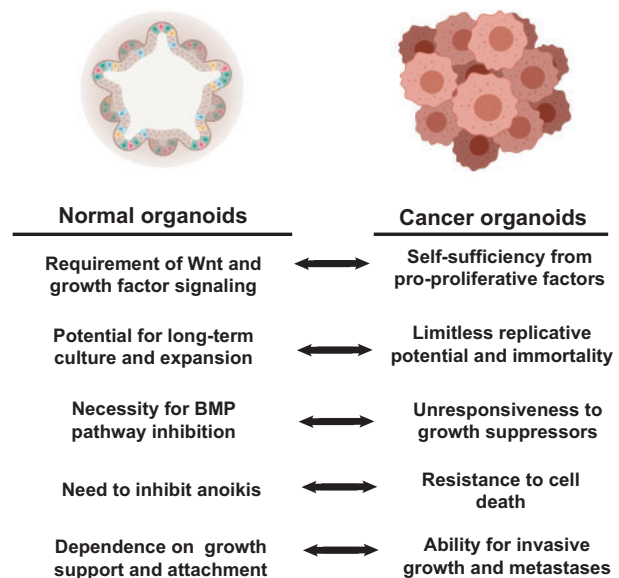 Normal organoids
Cancer organoids
Requirement of Wnt and
growth factor signaling
Self-sufficiency from
pro-proliferative factors
Potential for long-term
culture and expansion
Limitless replicative
potential and immortality
Necessity for BMP
pathway inhibition
Unresponsiveness to
growth suppressors
Need to inhibit anoikis
Resistance to cell
death
Dependence on growth
support and attachment
Ability for invasive
growth and metastases